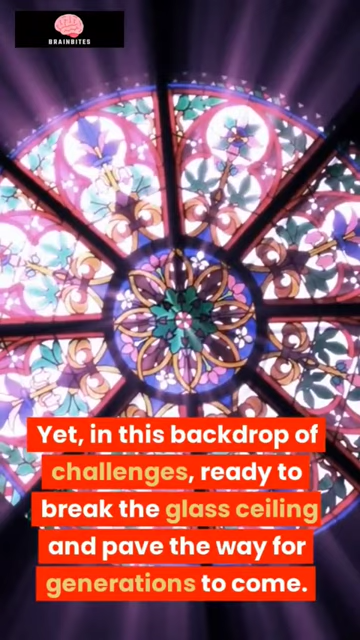 BRAINBITES
Yet, in this backdrop of
challenges, ready to
break the glass ceiling
and pave the way for
generations to come.